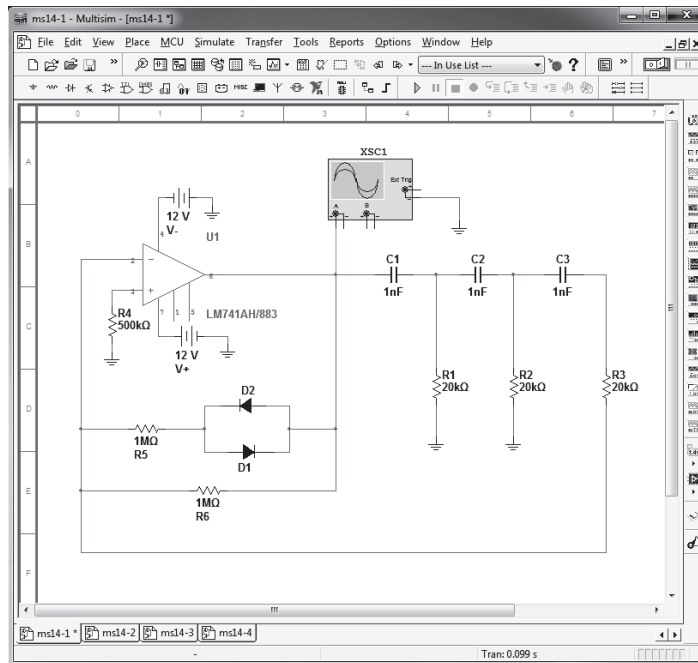 ms14-1 - Multisim - [ms14-1 *]
File Edit View Place MCU Simulate Transfer Tools Reports Options Window Help
--- In Use List ---
0 1 2 3 4 5 6 7
A
B
C
D
E
F
XSC1
Ext Trig
A B
12 V
V-
U1
4
2
3
6
7 1 5
LM741AH/883
R4
500kΩ
12 V
V+
C1
1nF
C2
1nF
C3
1nF
R1
20kΩ
R2
20kΩ
R3
20kΩ
D2
D1
1MΩ
R5
1MΩ
R6
ms14-1 * ms14-2 ms14-3 ms14-4
-
Tran: 0.099 s